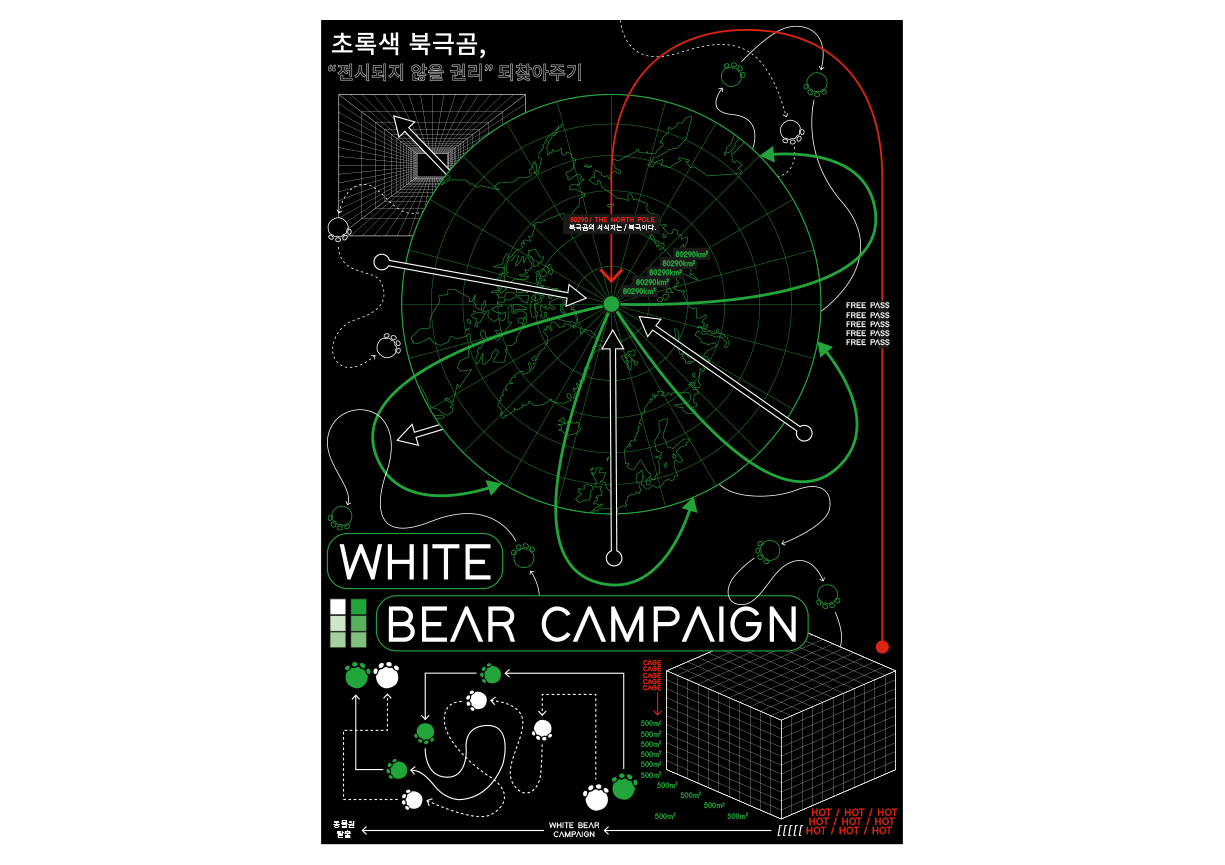 초록색 북극곰,
“전시되지 않을 권리” 되찾아주기
80290 / THE NORTH POLE
북극곰의 서식지는 / 북극이다.
80290km²
80290km²
80290km²
80290km²
80290km²
FREE PASS
FREE PASS
FREE PASS
FREE PASS
FREE PASS
WHITE
BEAR CAMPAIGN
CAGE
CAGE
CAGE
CAGE
CAGE
500m²
500m²
500m²
500m²
500m²
500m²
500m²
500m²
500m²
500m²
500m²
HOT / HOT / HOT
HOT / HOT / HOT
[[[[[ HOT / HOT / HOT
WHITE BEAR
CAMPAIGN
동물권
탈출